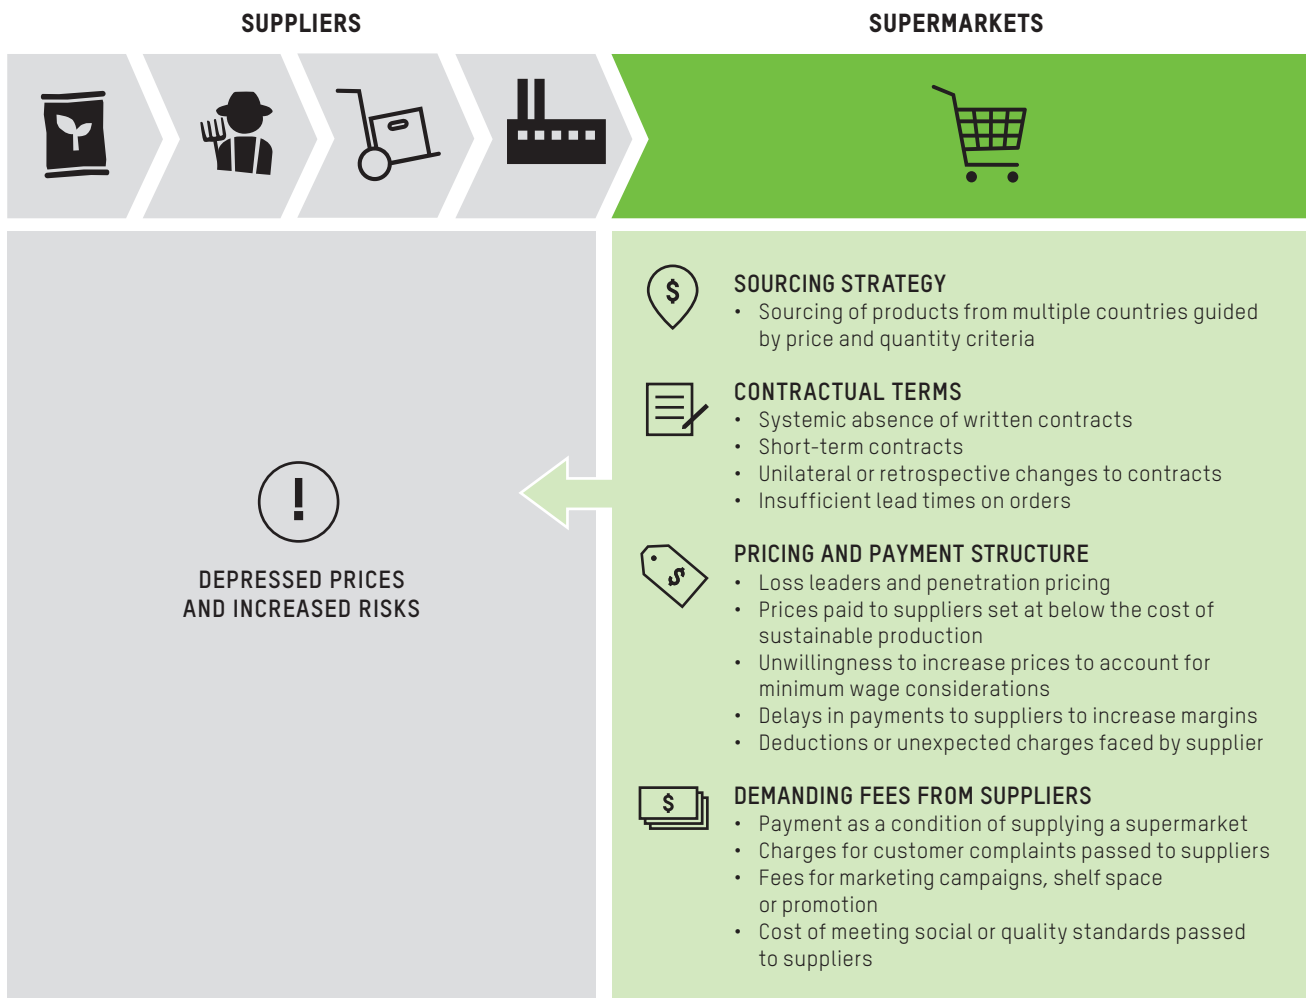 SUPPLIERS
SUPERMARKETS
$
SOURCING STRATEGY
• Sourcing of products from multiple countries guided
by price and quantity criteria
CONTRACTUAL TERMS
• Systemic absence of written contracts
• Short-term contracts
• Unilateral or retrospective changes to contracts
• Insufficient lead times on orders
!
DEPRESSED PRICES
AND INCREASED RISKS
$
PRICING AND PAYMENT STRUCTURE
• Loss leaders and penetration pricing
• Prices paid to suppliers set at below the cost of
sustainable production
• Unwillingness to increase prices to account for
minimum wage considerations
• Delays in payments to suppliers to increase margins
• Deductions or unexpected charges faced by supplier
$
DEMANDING FEES FROM SUPPLIERS
• Payment as a condition of supplying a supermarket
• Charges for customer complaints passed to suppliers
• Fees for marketing campaigns, shelf space
or promotion
• Cost of meeting social or quality standards passed
to suppliers